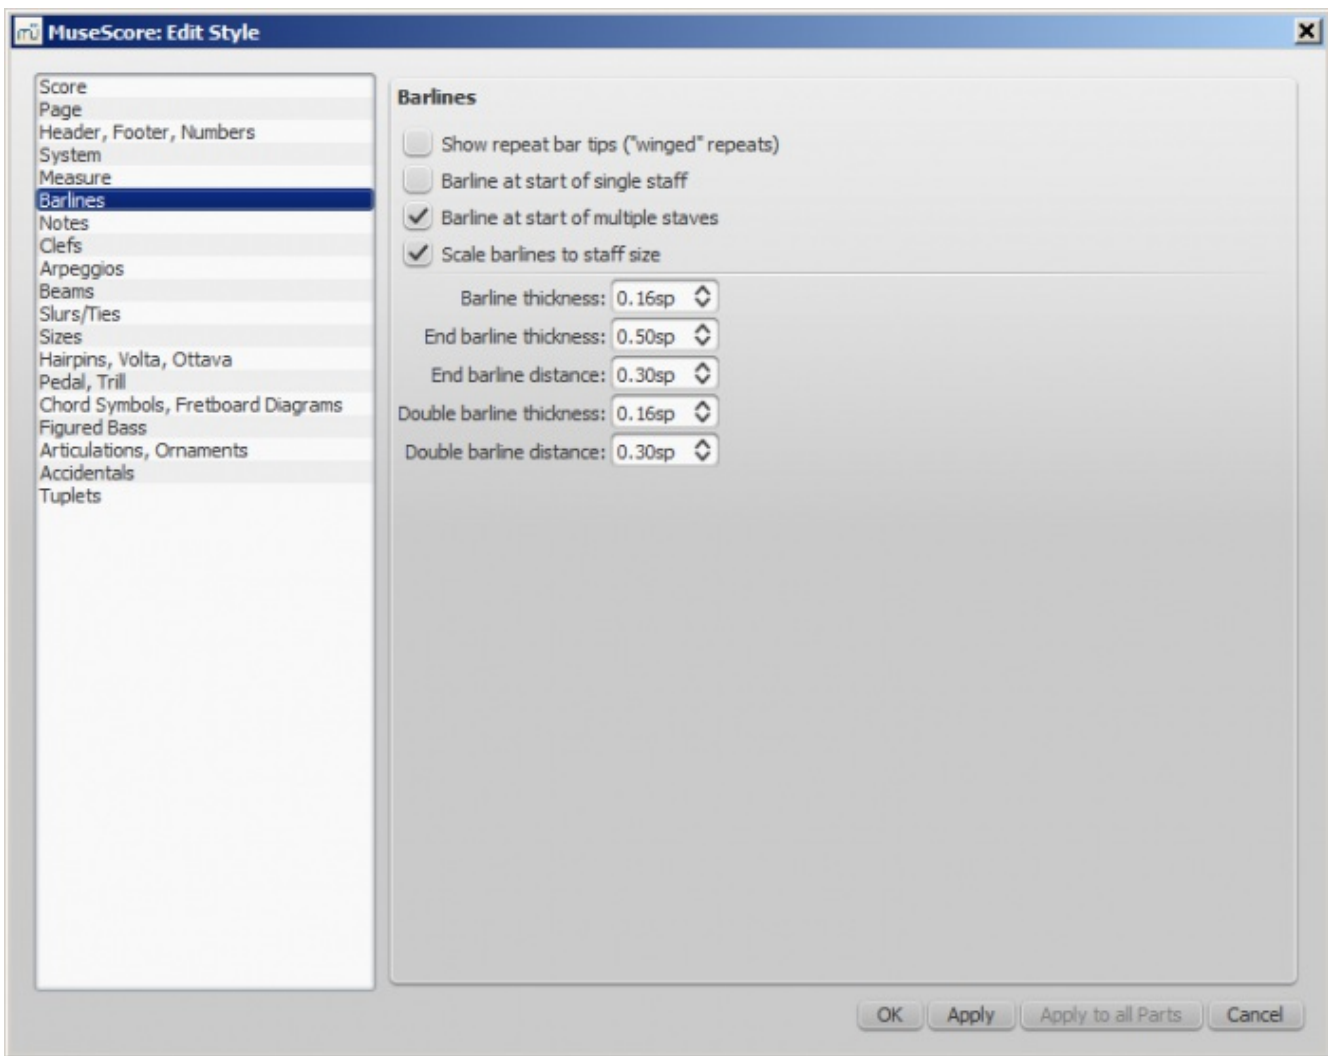 mū MuseScore: Edit Style
Score
Page
Header, Footer, Numbers
System
Measure
Barlines
Notes
Clefs
Arpeggios
Beams
Slurs/Ties
Sizes
Hairpins, Volta, Ottava
Pedal, Trill
Chord Symbols, Fretboard Diagrams
Figured Bass
Articulations, Ornaments
Accidentals
Tuplets
Barlines
Show repeat bar tips ("winged" repeats)
Barline at start of single staff
Barline at start of multiple staves
Scale barlines to staff size
Barline thickness: 0.16sp
End barline thickness: 0.50sp
End barline distance: 0.30sp
Double barline thickness: 0.16sp
Double barline distance: 0.30sp
OK Apply Apply to all Parts Cancel